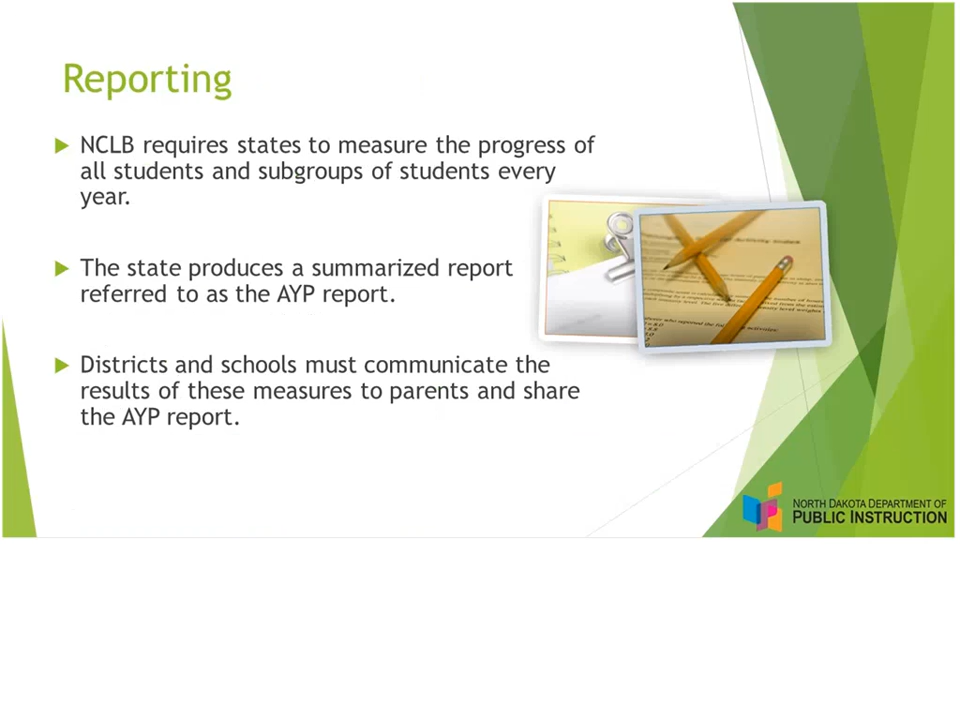 Reporting
NCLB requires states to measure the progress of
all students and subgroups of students every
year.
The state produces a summarized report
referred to as the AYP report.
Districts and schools must communicate the
results of these measures to parents and share
the AYP report.
NORTH DAKOTA DEPARTMENT OF
PUBLIC INSTRUCTION